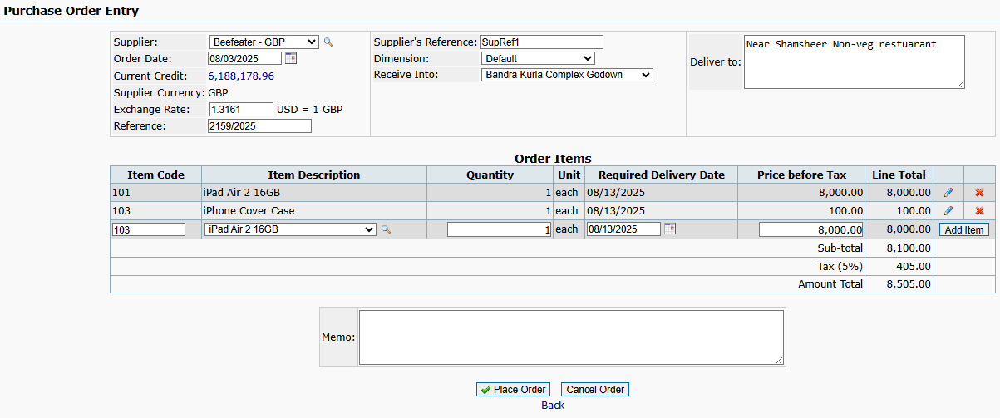 Purchase Order Entry
Supplier: Beefeater - GBP
Order Date: 08/03/2025
Current Credit: 6,188,178.96
Supplier Currency: GBP
Exchange Rate: 1.3161 USD = 1 GBP
Reference: 2159/2025
Supplier's Reference: SupRef1
Dimension: Default
Receive Into: Bandra Kurla Complex Godown
Deliver to: Near Shamsheer Non-veg restuarant
Order Items
Item Code Item Description Quantity Unit Required Delivery Date Price before Tax Line Total
101 iPad Air 2 16GB 1 each 08/13/2025 8,000.00 8,000.00
103 iPhone Cover Case 1 each 08/13/2025 100.00 100.00
103 iPad Air 2 16GB 1 each 08/13/2025 8,000.00 8,000.00 Add Item
Sub-total 8,100.00
Tax (5%) 405.00
Amount Total 8,505.00
Memo:
Place Order Cancel Order
Back